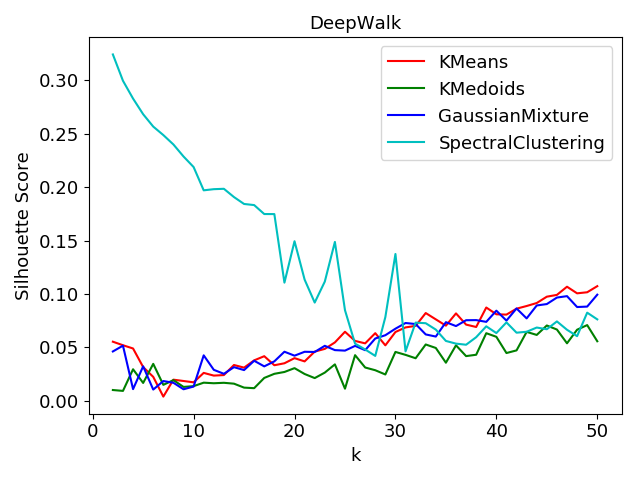 DeepWalk
KMeans
KMedoids
GaussianMixture
SpectralClustering
Silhouette Score
0.30
0.25
0.20
0.15
0.10
0.05
0.00
0 10 20 30 40 50
k